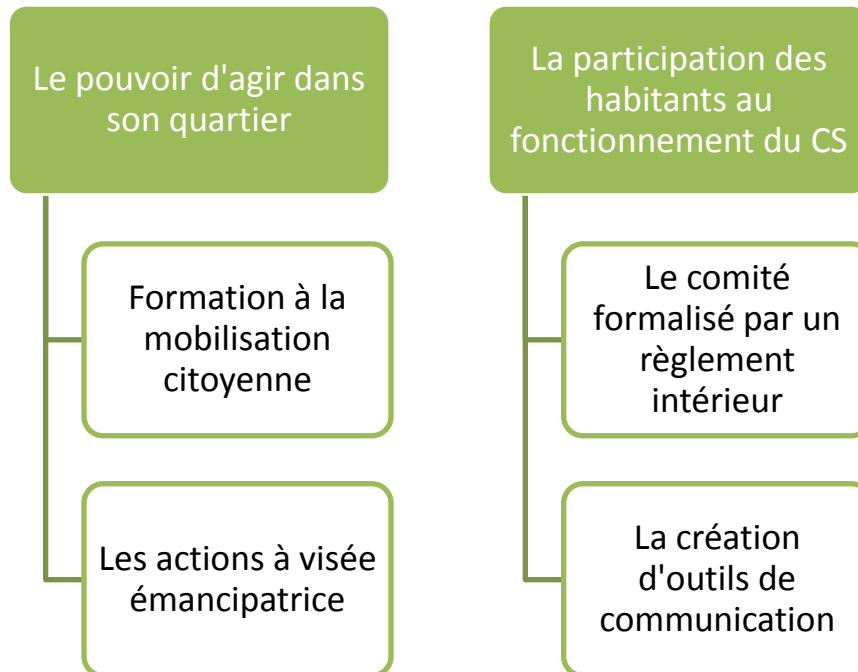 Le pouvoir d'agir dans
son quartier
Formation à la
mobilisation
citoyenne
Les actions à visée
émancipatrice
La participation des
habitants au
fonctionnement du CS
Le comité
formalisé par un
règlement
intérieur
La création
d'outils de
communication